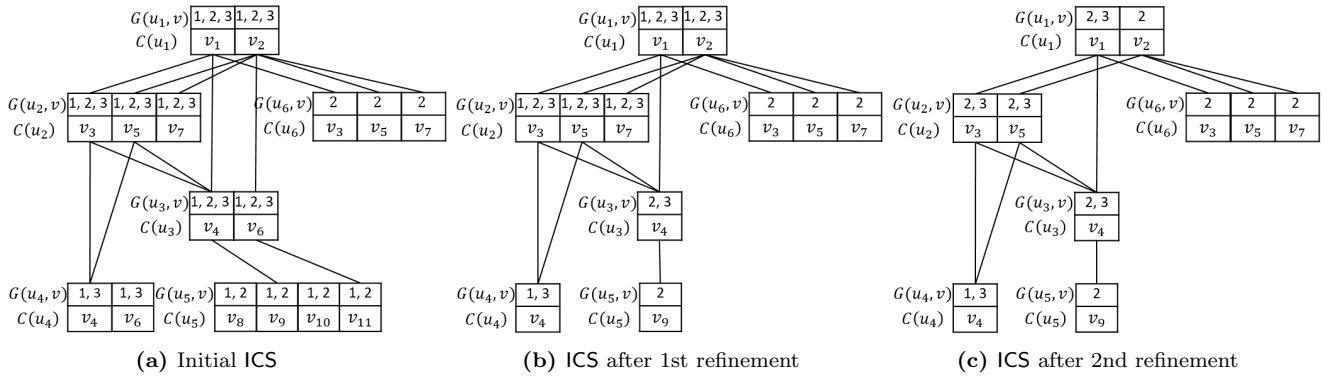 G(u₁, v) 1, 2, 3 1, 2, 3
C(u₁) v₁ v₂
G(u₂, v) 1, 2, 3 1, 2, 3 1, 2, 3 G(u₆, v) 2 2 2
C(u₂) v₃ v₅ v₇ C(u₆) v₃ v₅ v₇
G(u₃, v) 1, 2, 3 1, 2, 3
C(u₃) v₄ v₆
G(u₄, v) 1, 3 1, 3 G(u₅, v) 1, 2 1, 2 1, 2 1, 2
C(u₄) v₄ v₆ C(u₅) v₈ v₉ v₁₀ v₁₁
(a) Initial ICS
G(u₁, v) 1, 2, 3 1, 2, 3
C(u₁) v₁ v₂
G(u₂, v) 1, 2, 3 1, 2, 3 1, 2, 3 G(u₆, v) 2 2 2
C(u₂) v₃ v₅ v₇ C(u₆) v₃ v₅ v₇
G(u₃, v) 2, 3
C(u₃) v₄
G(u₄, v) 1, 3 G(u₅, v) 2
C(u₄) v₄ C(u₅) v₉
(b) ICS after 1st refinement
G(u₁, v) 2, 3 2
C(u₁) v₁ v₂
G(u₂, v) 2, 3 2, 3 G(u₆, v) 2 2 2
C(u₂) v₃ v₅ C(u₆) v₃ v₅ v₇
G(u₃, v) 2, 3
C(u₃) v₄
G(u₄, v) 1, 3 G(u₅, v) 2
C(u₄) v₄ C(u₅) v₉
(c) ICS after 2nd refinement